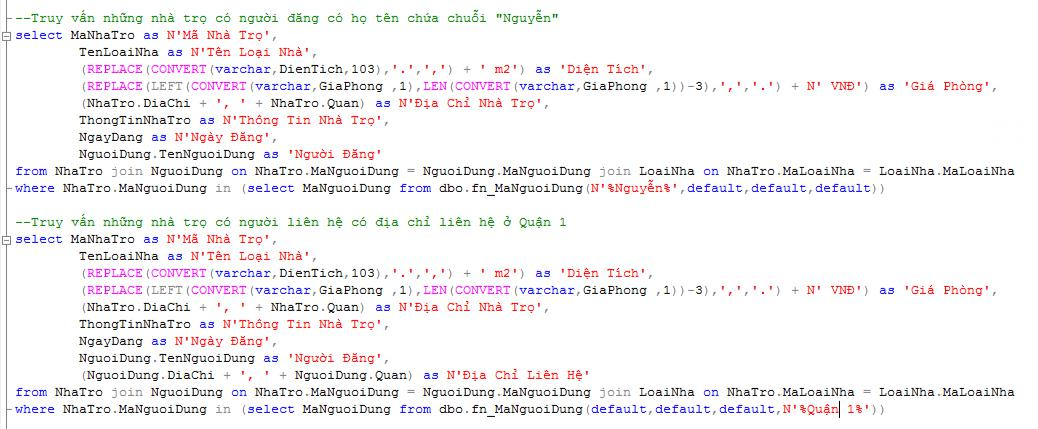 --Truy vấn những nhà trọ có người đăng có họ tên chứa chuỗi "Nguyễn"
select MaNhaTro as N'Mã Nhà Trọ',
TenLoaiNha as N'Tên Loại Nhà',
(REPLACE(CONVERT(varchar,DienTich,103),'.',',') + ' m2') as 'Diện Tích',
(REPLACE(LEFT(CONVERT(varchar,GiaPhong ,1),LEN(CONVERT(varchar,GiaPhong ,1))-3),',','.') + N' VNĐ') as 'Giá Phòng',
(NhaTro.DiaChi + ', ' + NhaTro.Quan) as N'Địa Chỉ Nhà Trọ',
ThongTinNhaTro as N'Thông Tin Nhà Trọ',
NgayDang as N'Ngày Đăng',
NguoiDung.TenNguoiDung as 'Người Đăng'
from NhaTro join NguoiDung on NhaTro.MaNguoiDung = NguoiDung.MaNguoiDung join LoaiNha on NhaTro.MaLoaiNha = LoaiNha.MaLoaiNha
where NhaTro.MaNguoiDung in (select MaNguoiDung from dbo.fn_MaNguoiDung(N'%Nguyễn%',default,default,default))
--Truy vấn những nhà trọ có người liên hệ có địa chỉ liên hệ ở Quận 1
select MaNhaTro as N'Mã Nhà Trọ',
TenLoaiNha as N'Tên Loại Nhà',
(REPLACE(CONVERT(varchar,DienTich,103),'.',',') + ' m2') as 'Diện Tích',
(REPLACE(LEFT(CONVERT(varchar,GiaPhong ,1),LEN(CONVERT(varchar,GiaPhong ,1))-3),',','.') + N' VNĐ') as 'Giá Phòng',
(NhaTro.DiaChi + ', ' + NhaTro.Quan) as N'Địa Chỉ Nhà Trọ',
ThongTinNhaTro as N'Thông Tin Nhà Trọ',
NgayDang as N'Ngày Đăng',
NguoiDung.TenNguoiDung as 'Người Đăng',
(NguoiDung.DiaChi + ', ' + NguoiDung.Quan) as N'Địa Chỉ Liên Hệ'
from NhaTro join NguoiDung on NhaTro.MaNguoiDung = NguoiDung.MaNguoiDung join LoaiNha on NhaTro.MaLoaiNha = LoaiNha.MaLoaiNha
where NhaTro.MaNguoiDung in (select MaNguoiDung from dbo.fn_MaNguoiDung(default,default,default,N'%Quận 1%'))